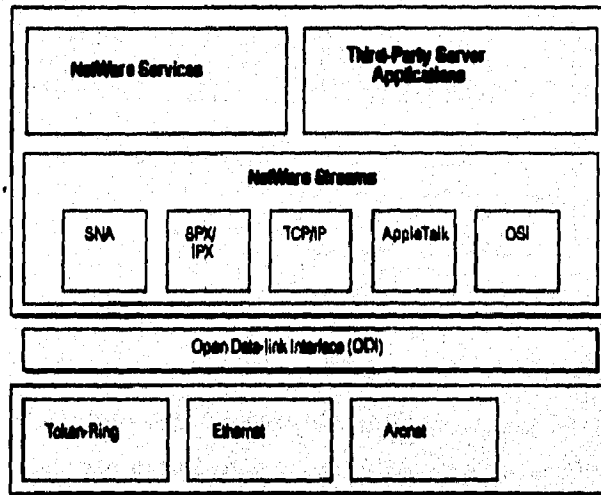 NetWare Services
Third-Party Server
Applications
NetWare Streams
SNA
SPX/
IPX
TCP/IP
AppleTalk
OSI
Open Data-link Interface (ODI)
Token-Ring
Ethernet
Arcnet